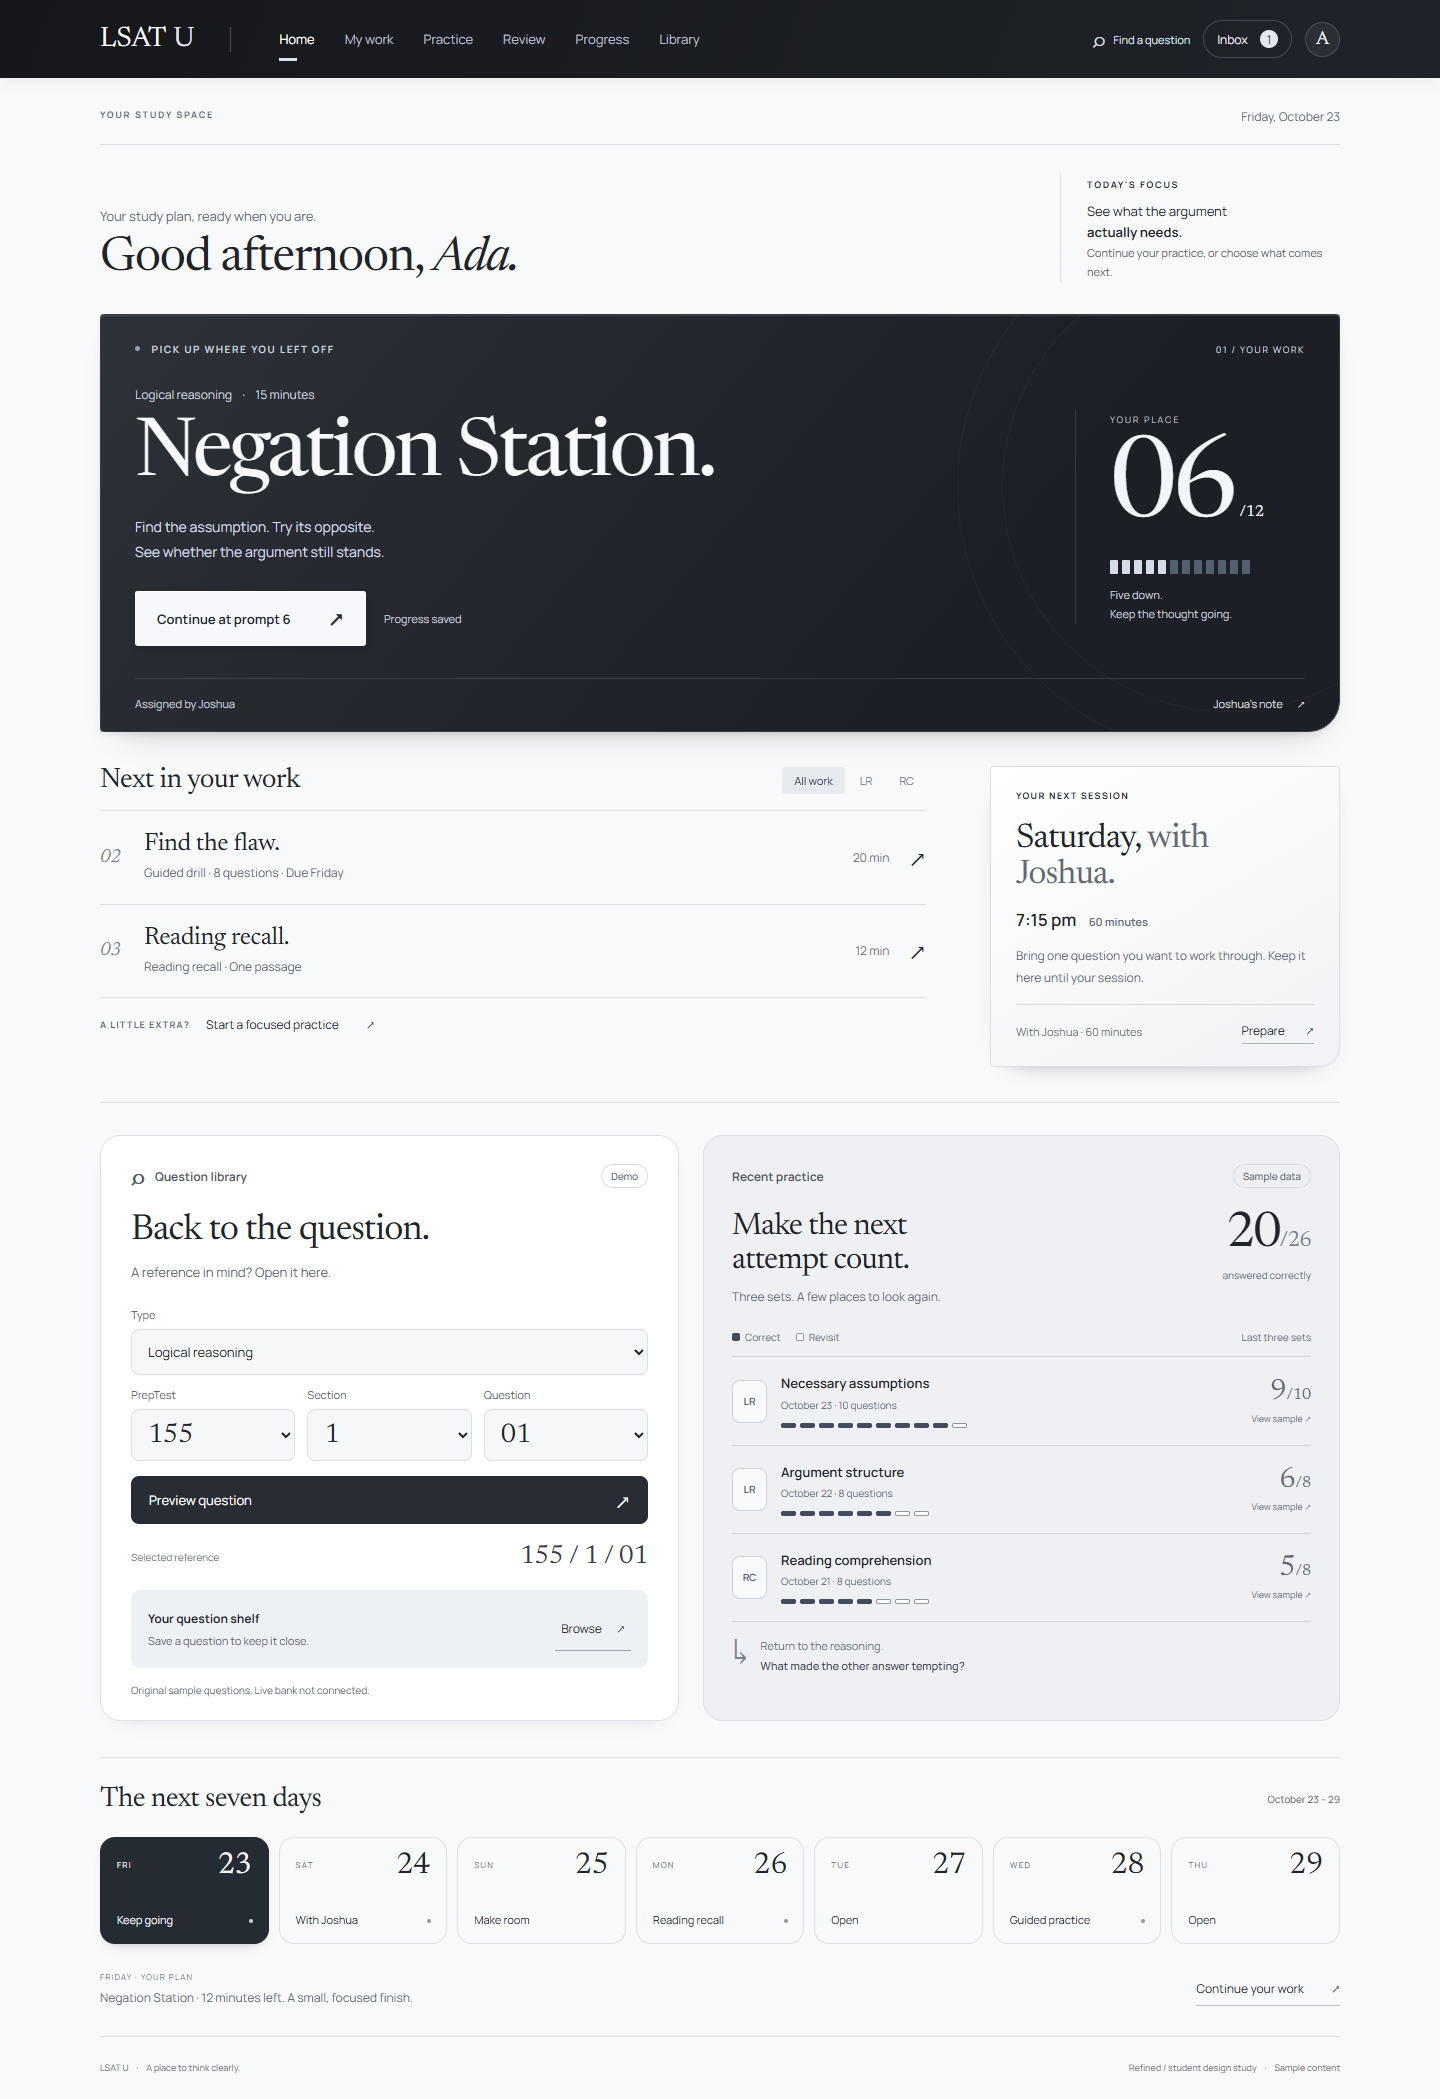 LSAT U
Home
My work
Practice
Review
Progress
Library
Find a question
Inbox 1
A
YOUR STUDY SPACE
Friday, October 23
Your study plan, ready when you are.
Good afternoon, Ada.
TODAY'S FOCUS
See what the argument
actually needs.
Continue your practice, or choose what comes
next.
PICK UP WHERE YOU LEFT OFF
01 / YOUR WORK
Logical reasoning · 15 minutes
Negation Station.
Find the assumption. Try its opposite.
See whether the argument still stands.
Continue at prompt 6 ↗
Progress saved
YOUR PLACE
06 /12
Five down.
Keep the thought going.
Assigned by Joshua
Joshua's note ↗
Next in your work
All work
LR
RC
02
Find the flaw.
Guided drill · 8 questions · Due Friday
20 min ↗
03
Reading recall.
Reading recall · One passage
12 min ↗
A LITTLE EXTRA?
Start a focused practice ↗
YOUR NEXT SESSION
Saturday, with
Joshua.
7:15 pm 60 minutes
Bring one question you want to work through. Keep it
here until your session.
With Joshua · 60 minutes
Prepare ↗
Question library
Demo
Back to the question.
A reference in mind? Open it here.
Type
Logical reasoning
PrepTest
Section
Question
155
1
01
Preview question ↗
Selected reference
155 / 1 / 01
Your question shelf
Save a question to keep it close.
Browse ↗
Original sample questions. Live bank not connected.
Recent practice
Sample data
Make the next
attempt count.
20/26
answered correctly
Three sets. A few places to look again.
Correct
Revisit
Last three sets
LR
Necessary assumptions
October 23 · 10 questions
9/10
View sample ↗
LR
Argument structure
October 22 · 8 questions
6/8
View sample ↗
RC
Reading comprehension
October 21 · 8 questions
5/8
View sample ↗
Return to the reasoning.
What made the other answer tempting?
The next seven days
October 23 – 29
FRI 23
Keep going
SAT 24
With Joshua
SUN 25
Make room
MON 26
Reading recall
TUE 27
Open
WED 28
Guided practice
THU 29
Open
FRIDAY · YOUR PLAN
Negation Station · 12 minutes left. A small, focused finish.
Continue your work ↗
LSAT U · A place to think clearly.
Refined / student design study · Sample content